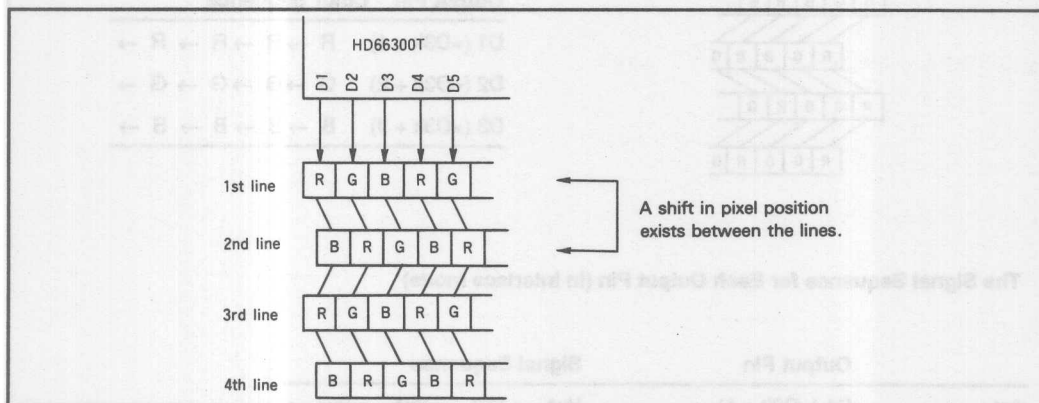 HD66300T
D1 D2 D3 D4 D5
1st line R G B R G
A shift in pixel position
exists between the lines.
2nd line B R G B R
3rd line R G B R G
4th line B R G B R